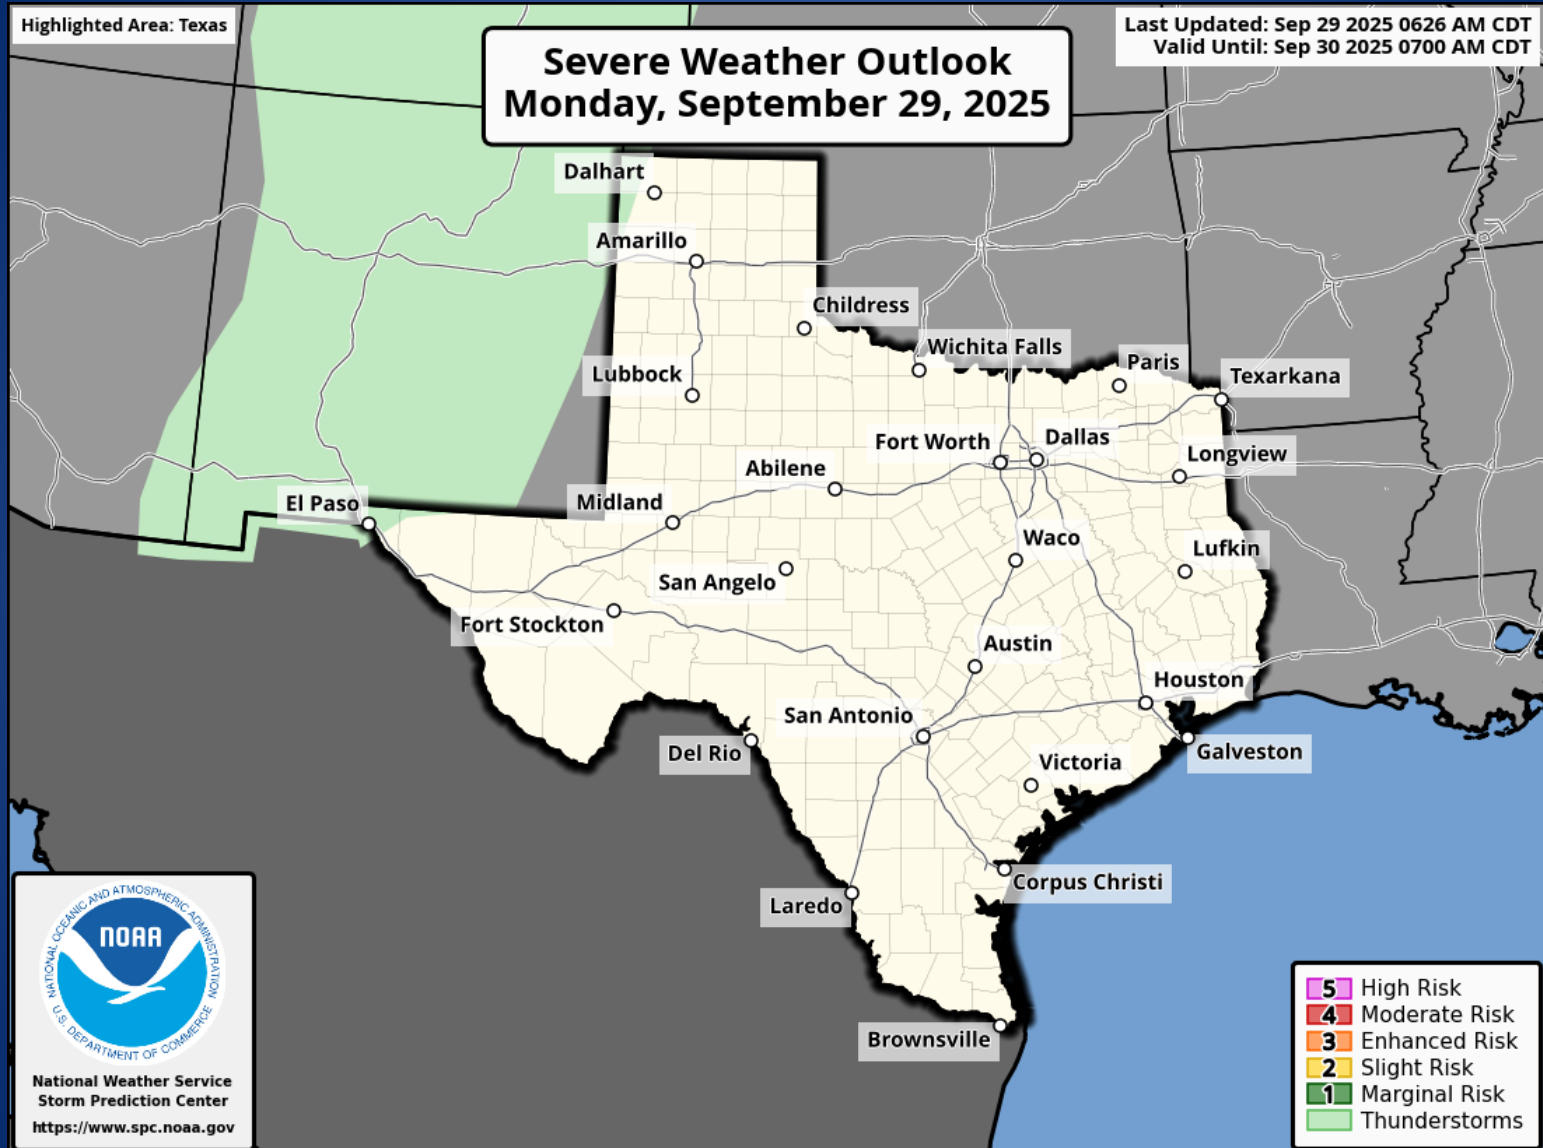 Highlighted Area: Texas
Severe Weather Outlook
Monday, September 29, 2025
Last Updated: Sep 29 2025 0626 AM CDT
Valid Until: Sep 30 2025 0700 AM CDT
Dalhart
Amarillo
Childress
Wichita Falls
Paris
Texarkana
Lubbock
Fort Worth
Dallas
Longview
Abilene
El Paso
Midland
Waco
Lufkin
San Angelo
Fort Stockton
Austin
Houston
San Antonio
Del Rio
Galveston
Victoria
Corpus Christi
Laredo
Brownsville
NATIONAL OCEANIC AND ATMOSPHERIC ADMINISTRATION
NOAA
U.S. DEPARTMENT OF COMMERCE
National Weather Service
Storm Prediction Center
https://www.spc.noaa.gov
5 High Risk
4 Moderate Risk
3 Enhanced Risk
2 Slight Risk
1 Marginal Risk
Thunderstorms